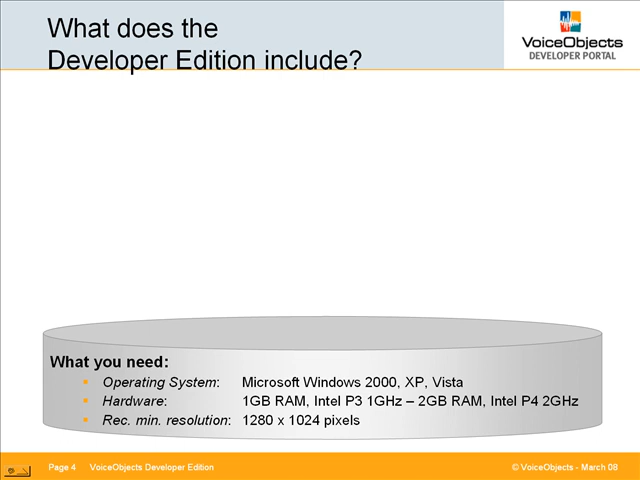 What does the
Developer Edition include?
VoiceObjects
DEVELOPER PORTAL
What you need:
Operating System: Microsoft Windows 2000, XP, Vista
Hardware: 1GB RAM, Intel P3 1GHz – 2GB RAM, Intel P4 2GHz
Rec. min. resolution: 1280 x 1024 pixels
Page 4 VoiceObjects Developer Edition © VoiceObjects - March 08